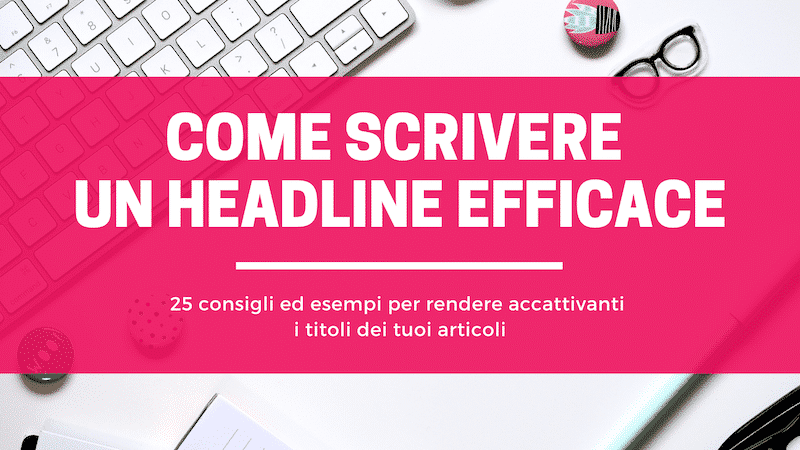 COME SCRIVERE
UN HEADLINE EFFICACE
25 consigli ed esempi per rendere accattivanti
i titoli dei tuoi articoli